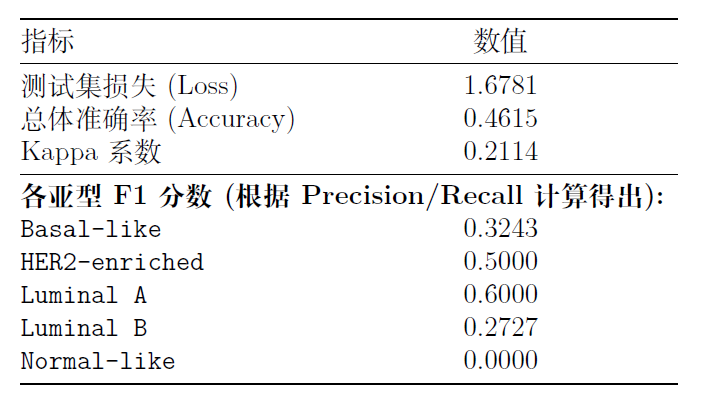 指标 数值
测试集损失 (Loss) 1.6781
总体准确率 (Accuracy) 0.4615
Kappa 系数 0.2114
各亚型 F1 分数 (根据 Precision/Recall 计算得出):
Basal-like 0.3243
HER2-enriched 0.5000
Luminal A 0.6000
Luminal B 0.2727
Normal-like 0.0000